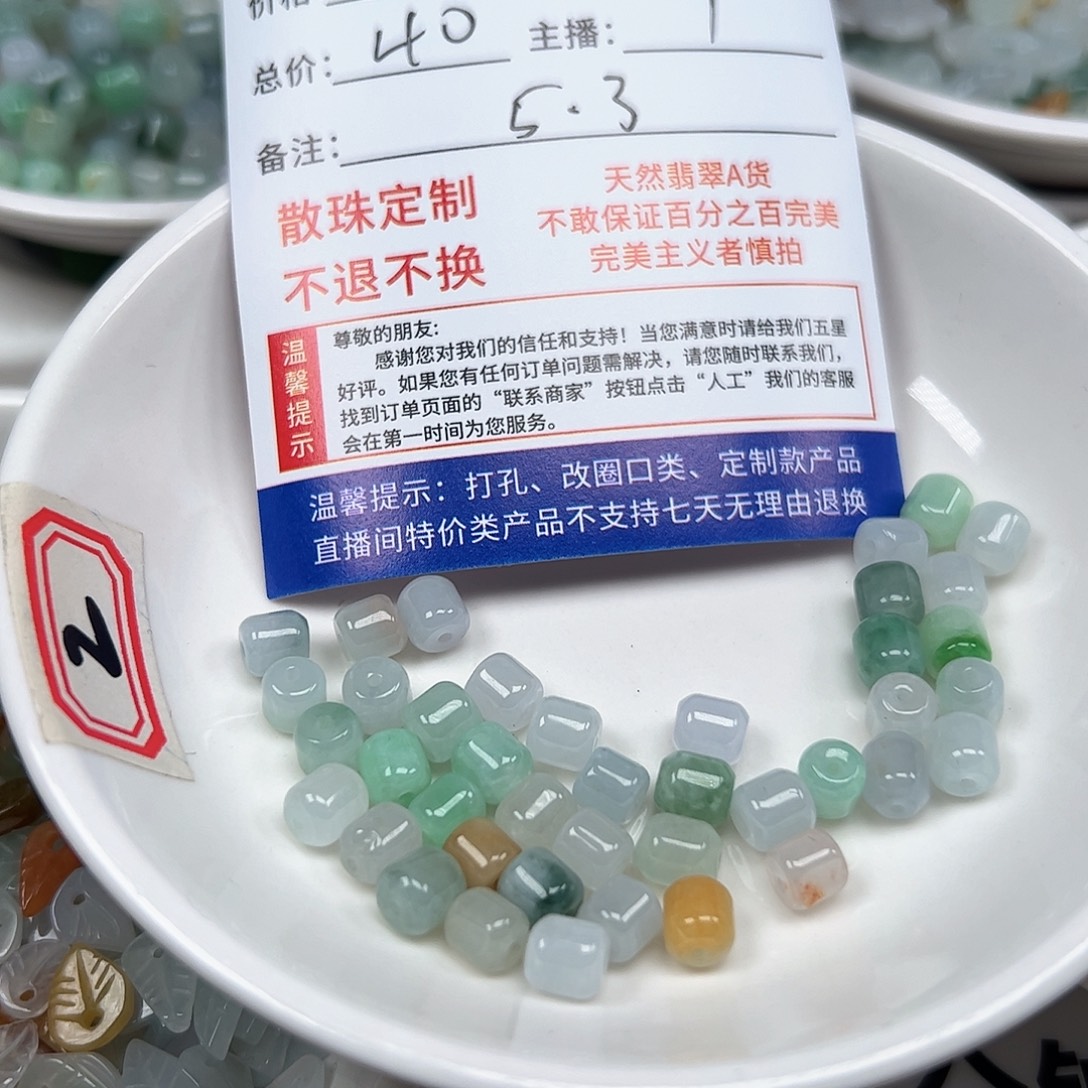 价格
总价: 40 主播:
备注: 5.3
散珠定制
不退不换
天然翡翠A货
不敢保证百分之百完美
完美主义者慎拍
温馨提示
尊敬的朋友:
感谢您对我们的信任和支持！当您满意时请给我们五星
好评。如果您有任何订单问题需解决，请您随时联系我们，
找到订单页面的“联系商家”按钮点击“人工”我们的客服
会在第一时间为您服务。
温馨提示：打孔、改圈口类、定制款产品
直播间特价类产品不支持七天无理由退换
2